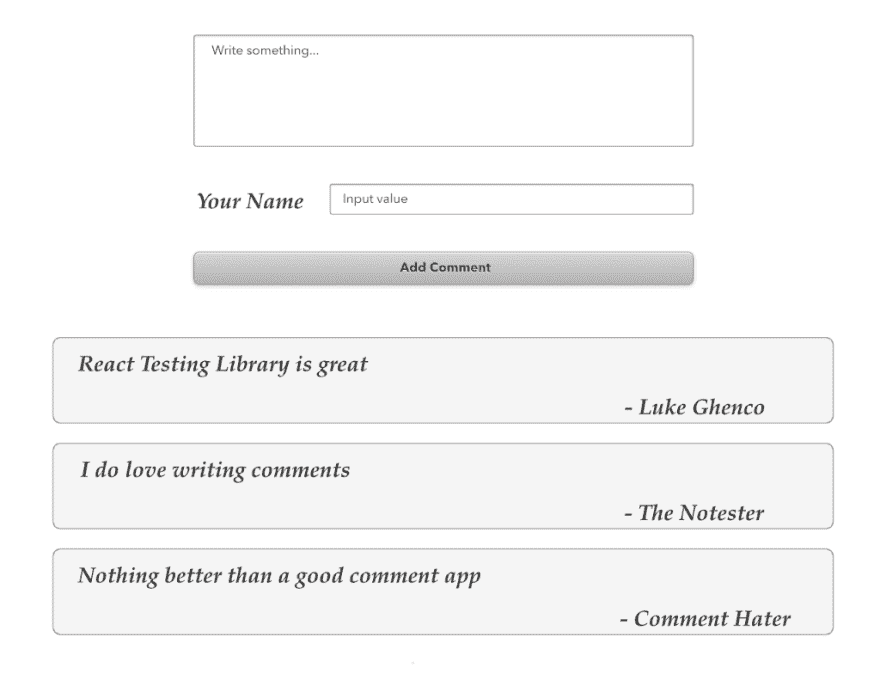 Write something...
Your Name
Input value
Add Comment
React Testing Library is great
- Luke Ghenco
I do love writing comments
- The Notester
Nothing better than a good comment app
- Comment Hater